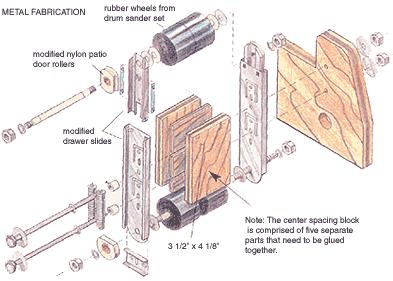 METAL FABRICATION
rubber wheels from
drum sander set
modified nylon patio
door rollers
modified
drawer slides
3 1/2" x 4 1/8"
Note: The center spacing block
is comprised of five separate
parts that need to be glued
together.